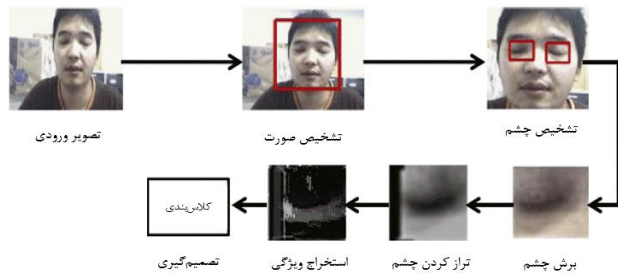 تصویر ورودی
تشخیص صورت
تشخیص چشم
برش چشم
تراز کردن چشم
استخراج ویژگی
کلاس‌بندی
تصمیم‌گیری